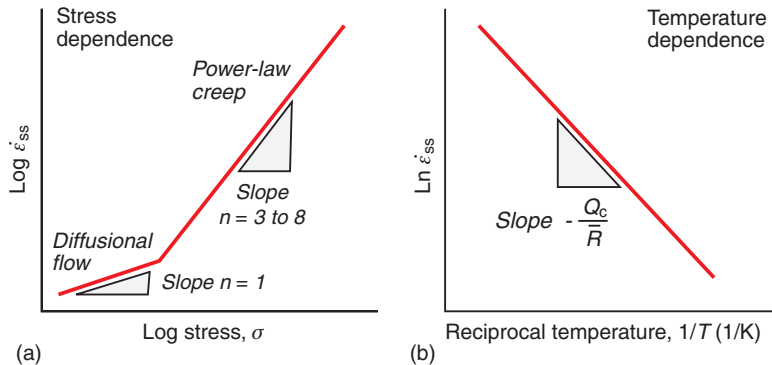 Stress
dependence
Power-law
creep
Log ε̇ss
Slope
n = 3 to 8
Diffusional
flow
Slope n = 1
Log stress, σ
(a)
Temperature
dependence
Ln ε̇ss
Slope - Qc
R̄
Reciprocal temperature, 1/T (1/K)
(b)